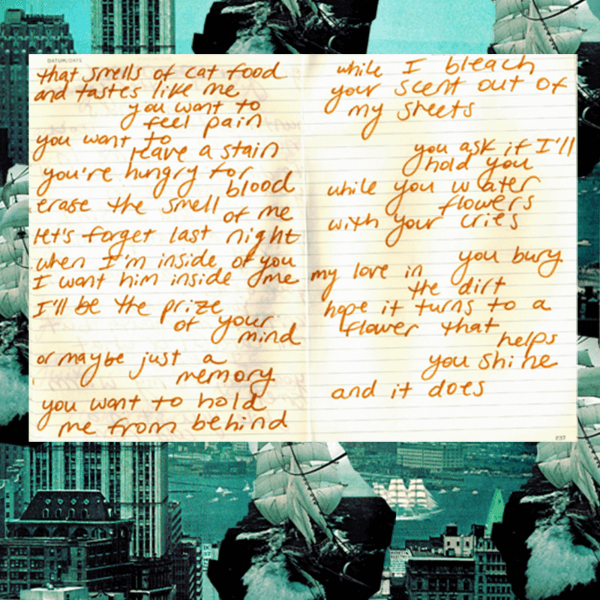 that smells of cat food
and tastes like me
you want to
feel pain
you want to
leave a stain
you're hungry for
blood
erase the smell
of me
let's forget last night
when I'm inside of you
I want him inside of me
I'll be the prize
of your
mind
or maybe just a
memory
you want to hold
me from behind
while I bleach
your scent out of
my sheets
you ask if I'll
hold you
while you water
flowers
with your cries
you bury
my love in
the dirt
hope it turns to a
flower that
helps
you shine
and it does